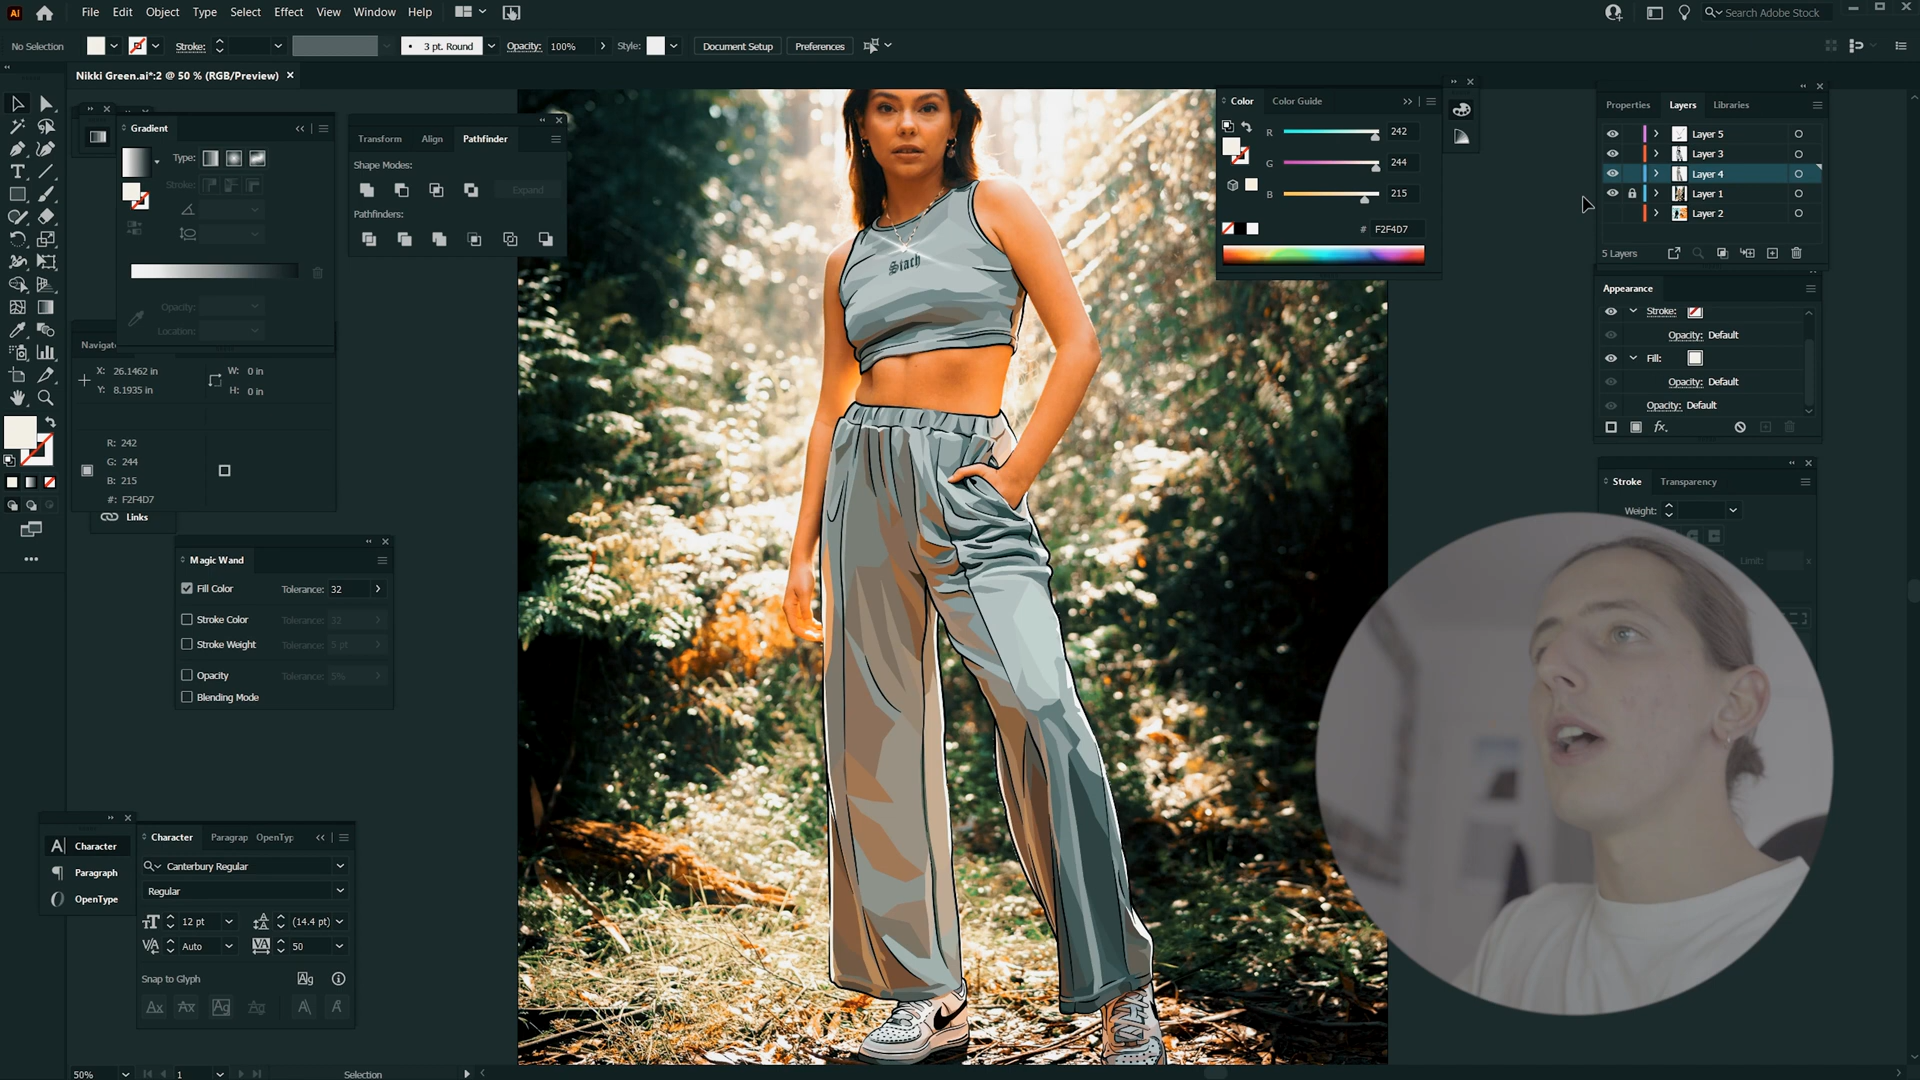 Ai File Edit Object Type Select Effect View Window Help Search Adobe Stock
No Selection Stroke: 3 pt. Round Opacity: 100% Style: Document Setup Preferences
Nikki Green.ai*:2 @ 50 % (RGB/Preview)
Gradient
Type:
Stroke:
Opacity:
Location:
Transform Align Pathfinder
Shape Modes:
Expand
Pathfinders:
Stach
Color Color Guide
R 242
G 244
B 215
# F2F4D7
Properties Layers Libraries
Layer 5
Layer 3
Layer 4
Layer 1
Layer 2
5 Layers
Appearance
Stroke:
Opacity: Default
Fill:
Opacity: Default
Opacity: Default
Stroke Transparency
Weight:
Limit:
X: 26.1462 in W: 0 in
Y: 8.1935 in H: 0 in
R: 242
G: 244
B: 215
#: F2F4D7
Links
Magic Wand
Fill Color Tolerance: 32
Stroke Color Tolerance: 32
Stroke Weight Tolerance: 5 pt
Opacity Tolerance: 5%
Blending Mode
Character
Paragraph
OpenType
Character Paragrap OpenTyp
Canterbury Regular
Regular
12 pt (14.4 pt)
Auto 50
Snap to Glyph
50% 1 Selection